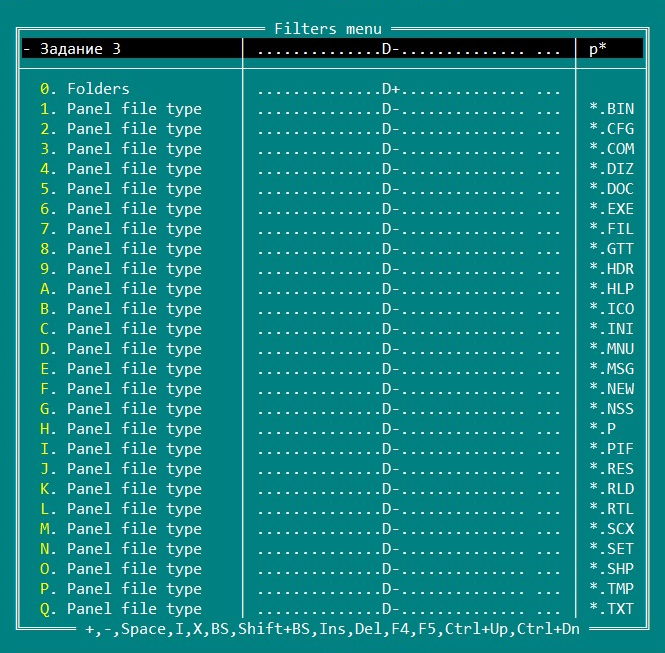 Filters menu
- Задание 3 ..............D-.............. ... p*
0. Folders ..............D+.............. ...
1. Panel file type ..............D-.............. ... *.BIN
2. Panel file type ..............D-.............. ... *.CFG
3. Panel file type ..............D-.............. ... *.COM
4. Panel file type ..............D-.............. ... *.DIZ
5. Panel file type ..............D-.............. ... *.DOC
6. Panel file type ..............D-.............. ... *.EXE
7. Panel file type ..............D-.............. ... *.FIL
8. Panel file type ..............D-.............. ... *.GTT
9. Panel file type ..............D-.............. ... *.HDR
A. Panel file type ..............D-.............. ... *.HLP
B. Panel file type ..............D-.............. ... *.ICO
C. Panel file type ..............D-.............. ... *.INI
D. Panel file type ..............D-.............. ... *.MNU
E. Panel file type ..............D-.............. ... *.MSG
F. Panel file type ..............D-.............. ... *.NEW
G. Panel file type ..............D-.............. ... *.NSS
H. Panel file type ..............D-.............. ... *.P
I. Panel file type ..............D-.............. ... *.PIF
J. Panel file type ..............D-.............. ... *.RES
K. Panel file type ..............D-.............. ... *.RLD
L. Panel file type ..............D-.............. ... *.RTL
M. Panel file type ..............D-.............. ... *.SCX
N. Panel file type ..............D-.............. ... *.SET
O. Panel file type ..............D-.............. ... *.SHP
P. Panel file type ..............D-.............. ... *.TMP
Q. Panel file type ..............D-.............. ... *.TXT
+,-,Space,I,X,BS,Shift+BS,Ins,Del,F4,F5,Ctrl+Up,Ctrl+Dn